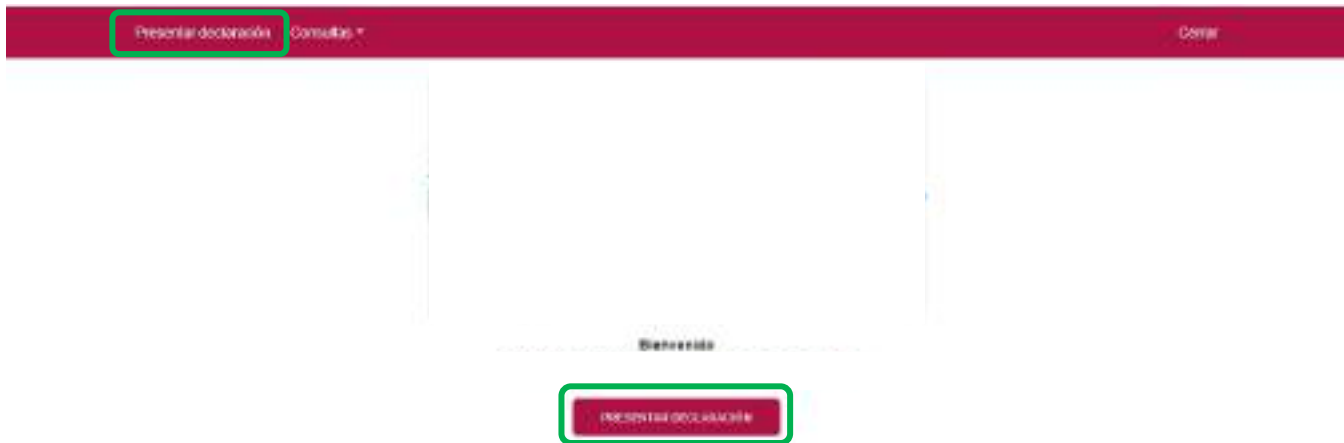 Presentar declaración Consultas Cerrar
Bienvenido
PRESENTAR DECLARACIÓN